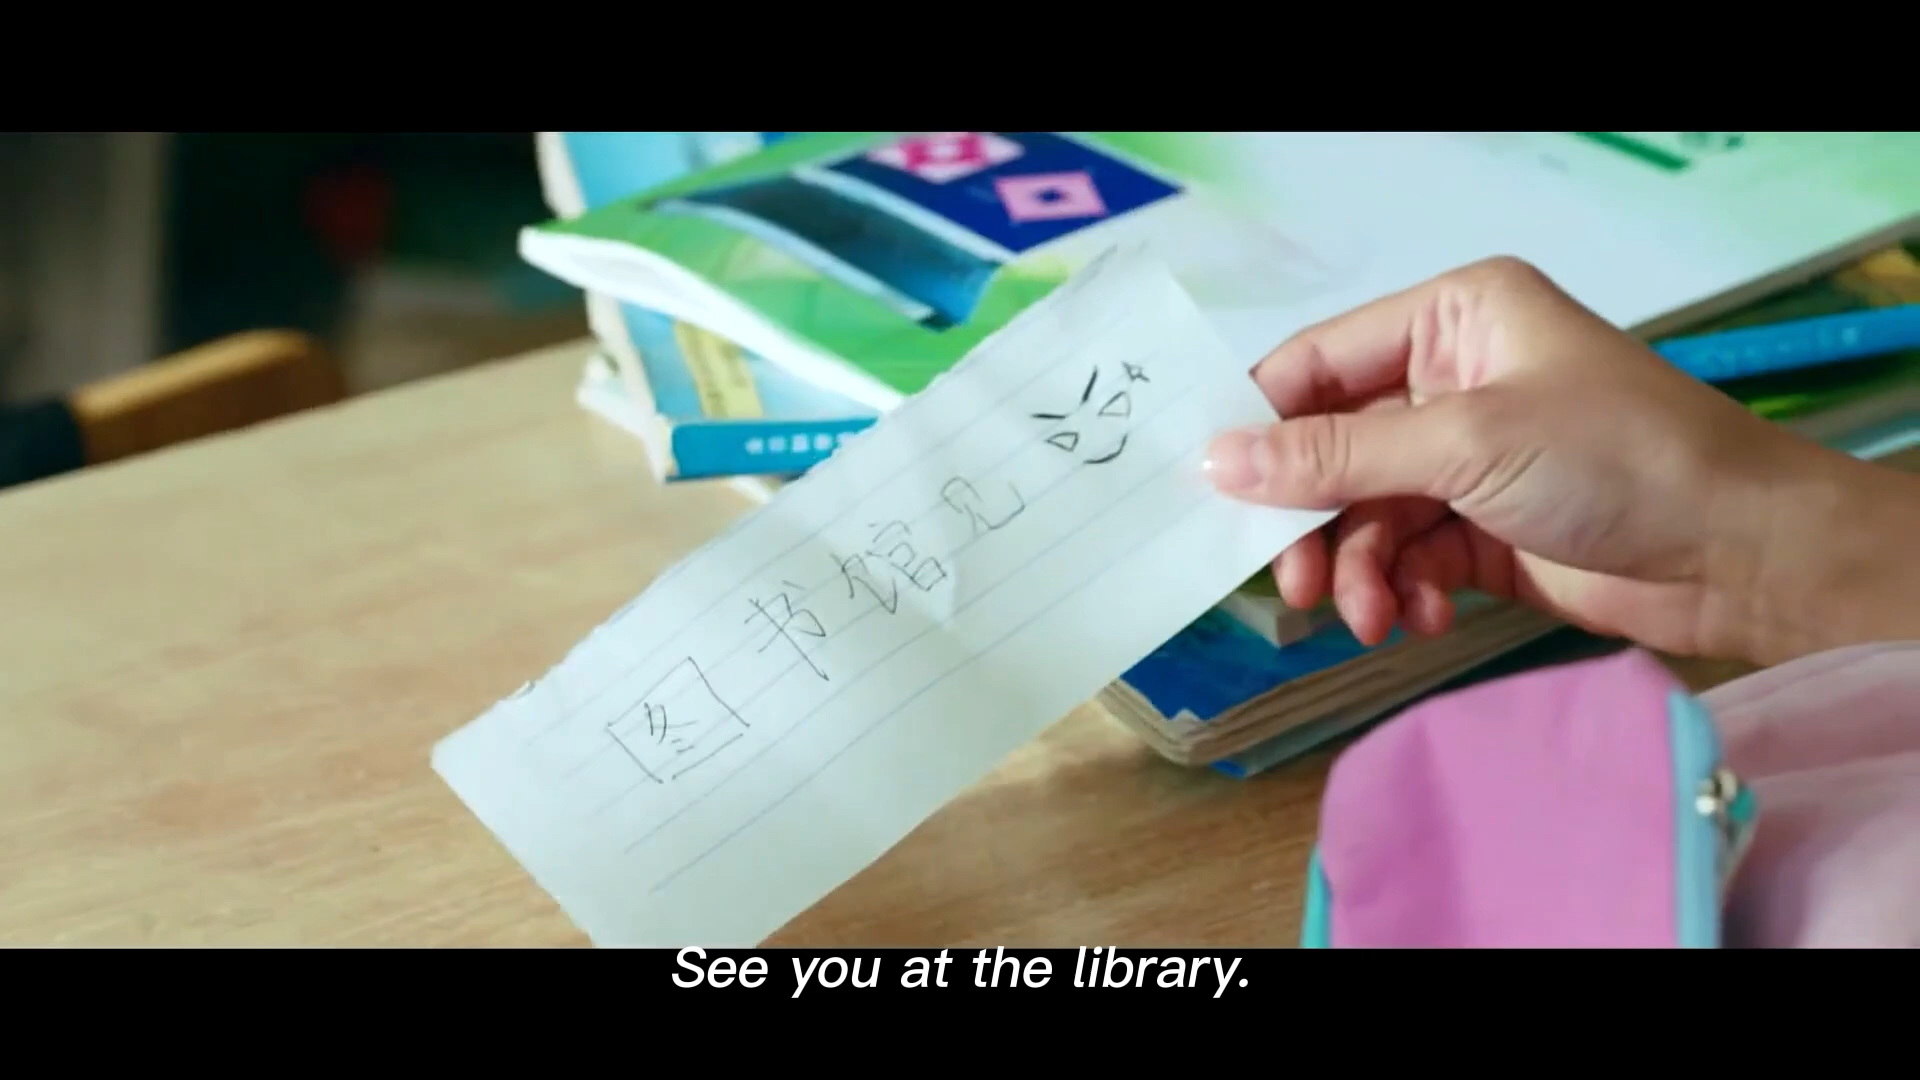 图书馆见
See you at the library.